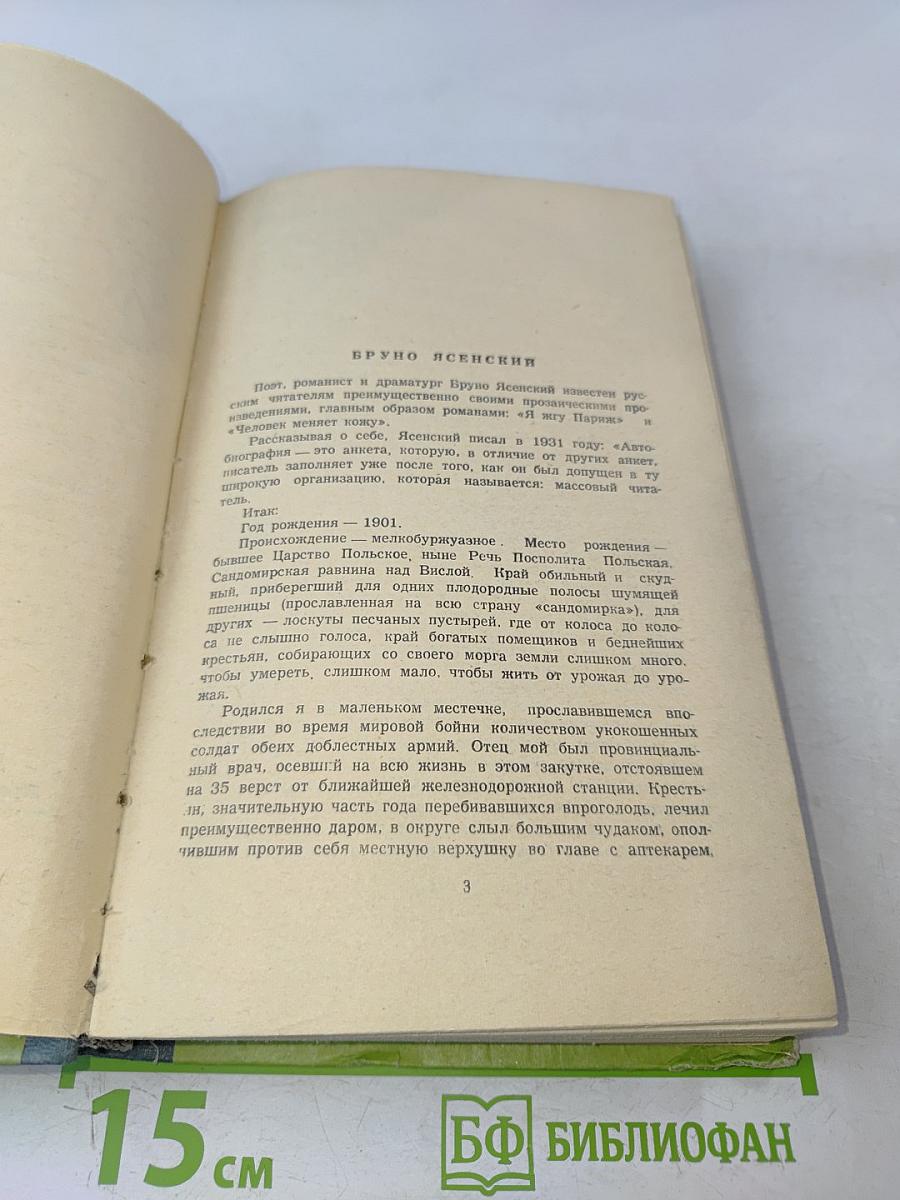 БРУНО ЯСЕНСКИЙ
Поэт, романист и драматург Бруно Ясенский известен рус-
ским читателям преимущественно своими прозаическими про-
изведениями, главным образом романами: «Я жгу Париж» и
«Человек меняет кожу».
Рассказывая о себе, Ясенский писал в 1931 году: «Авто-
биография — это анкета, которую, в отличие от других анкет,
писатель заполняет уже после того, как он был допущен в ту
широкую организацию, которая называется: массовый чита-
тель.
Итак:
Год рождения — 1901.
Происхождение — мелкобуржуазное. Место рождения —
бывшее Царство Польское, ныне Речь Посполита Польская.
Сандомирская равнина над Вислой. Край обильный и скуд-
ный, приберегший для одних плодородные полосы шумящей
пшеницы (прославленная на всю страну «сандомирка»), для
других — лоскуты песчаных пустырей, где от колоса до коло-
са не слышно голоса, край богатых помещиков и беднейших
крестьян, собирающих со своего морга земли слишком много,
чтобы умереть, слишком мало, чтобы жить от урожая до уро-
жая.
Родился я в маленьком местечке, прославившемся впо-
следствии во время мировой бойни количеством укокошенных
солдат обеих доблестных армий. Отец мой был провинциаль-
ный врач, осевший на всю жизнь в этом закутке, отстоявшем
на 35 верст от ближайшей железнодорожной станции. Кресть-
ян, значительную часть года перебивавшихся впроголодь, лечил
преимущественно даром, в округе слыл большим чудаком, опол-
чившим против себя местную верхушку во главе с аптекарем,
3
15 см
БФ БИБЛИОФАН